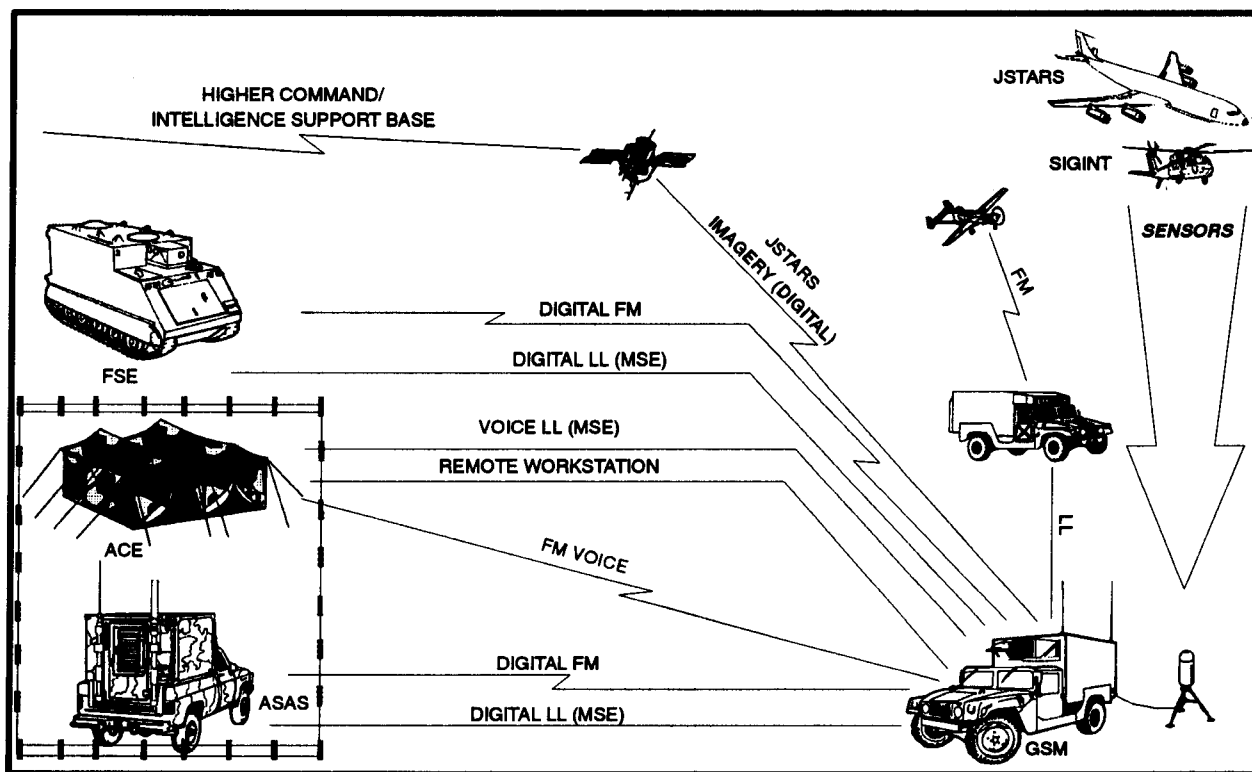 HIGHER COMMAND/
INTELLIGENCE SUPPORT BASE
JSTARS
SIGINT
SENSORS
JSTARS
IMAGERY (DIGITAL)
FM
DIGITAL FM
DIGITAL LL (MSE)
FSE
VOICE LL (MSE)
REMOTE WORKSTATION
LL
ACE
FM VOICE
DIGITAL FM
ASAS
DIGITAL LL (MSE)
GSM